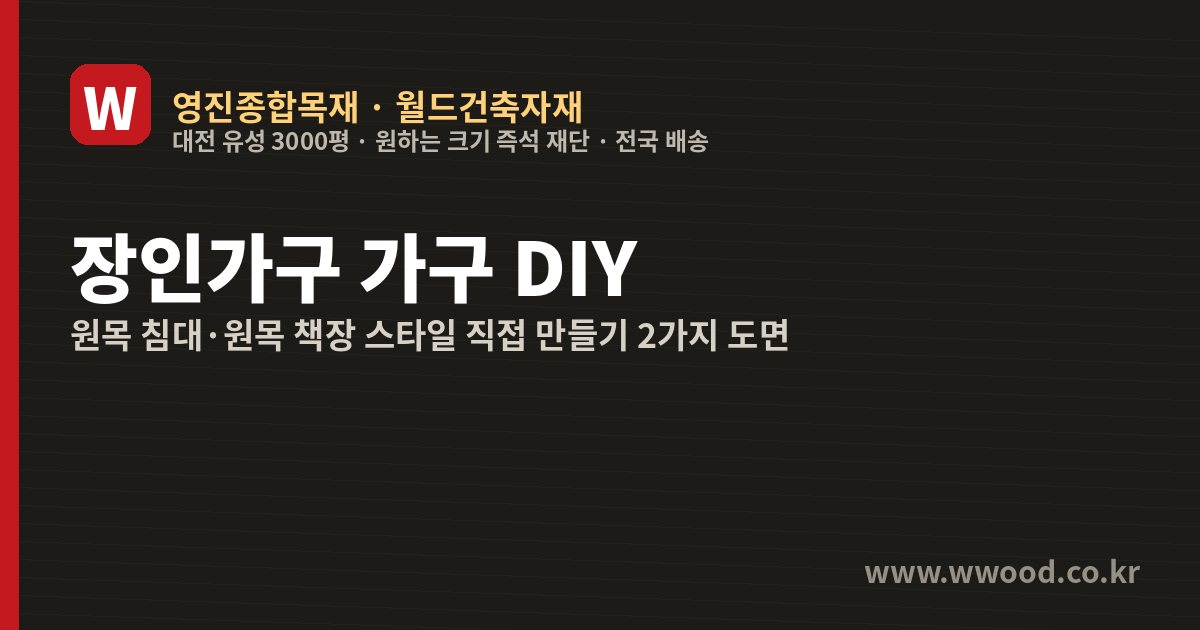 W
영진종합목재 · 월드건축자재
대전 유성 3000평 · 원하는 크기 즉석 재단 · 전국 배송
장인가구 가구 DIY
원목 침대·원목 책장 스타일 직접 만들기 2가지 도면
www.wwood.co.kr